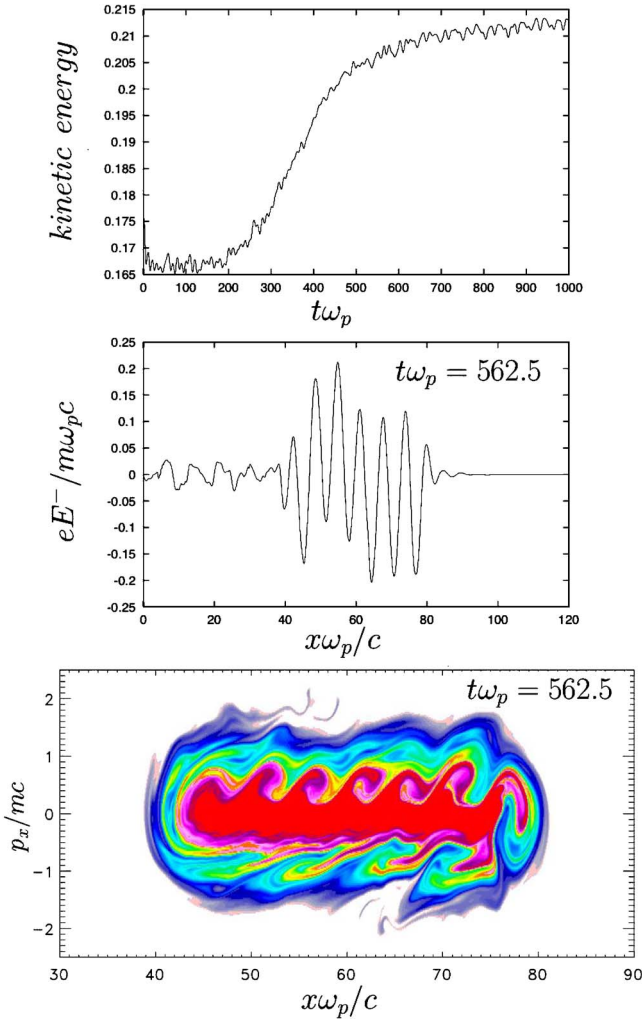 0.215
0.21
0.205
0.2
0.195
0.19
0.185
0.18
0.175
0.17
0.165
kinetic energy
0 100 200 300 400 500 600 700 800 900 1000
tω_p
0.25
0.2
0.15
0.1
0.05
0
-0.05
-0.1
-0.15
-0.2
-0.25
eE⁻/mω_pc
tω_p = 562.5
0 20 40 60 80 100 120
xω_p/c
tω_p = 562.5
2
1
0
-1
-2
p_x/mc
30 40 50 60 70 80 90
xω_p/c